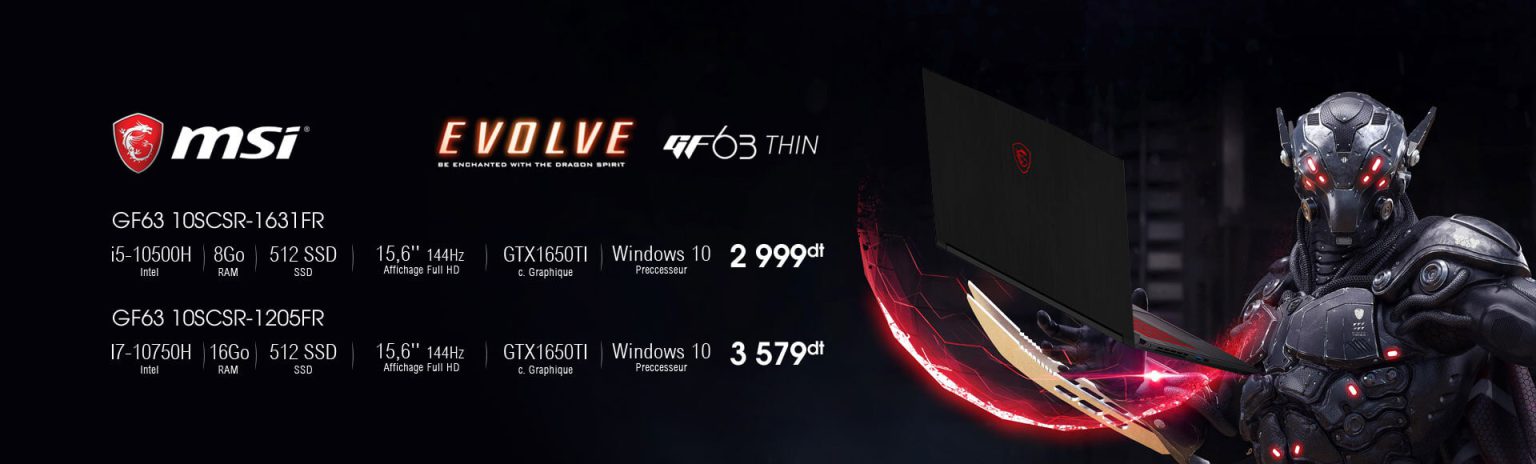 msi®
EVOLVE
BE ENCHANTED WITH THE DRAGON SPIRIT
GF63 THIN
GF63 10SCSR-1631FR
i5-10500H 8Go 512 SSD 15,6'' 144Hz GTX1650TI Windows 10 2 999dt
Intel RAM SSD Affichage Full HD c. Graphique Preccesseur
GF63 10SCSR-1205FR
I7-10750H 16Go 512 SSD 15,6'' 144Hz GTX1650TI Windows 10 3 579dt
Intel RAM SSD Affichage Full HD c. Graphique Preccesseur